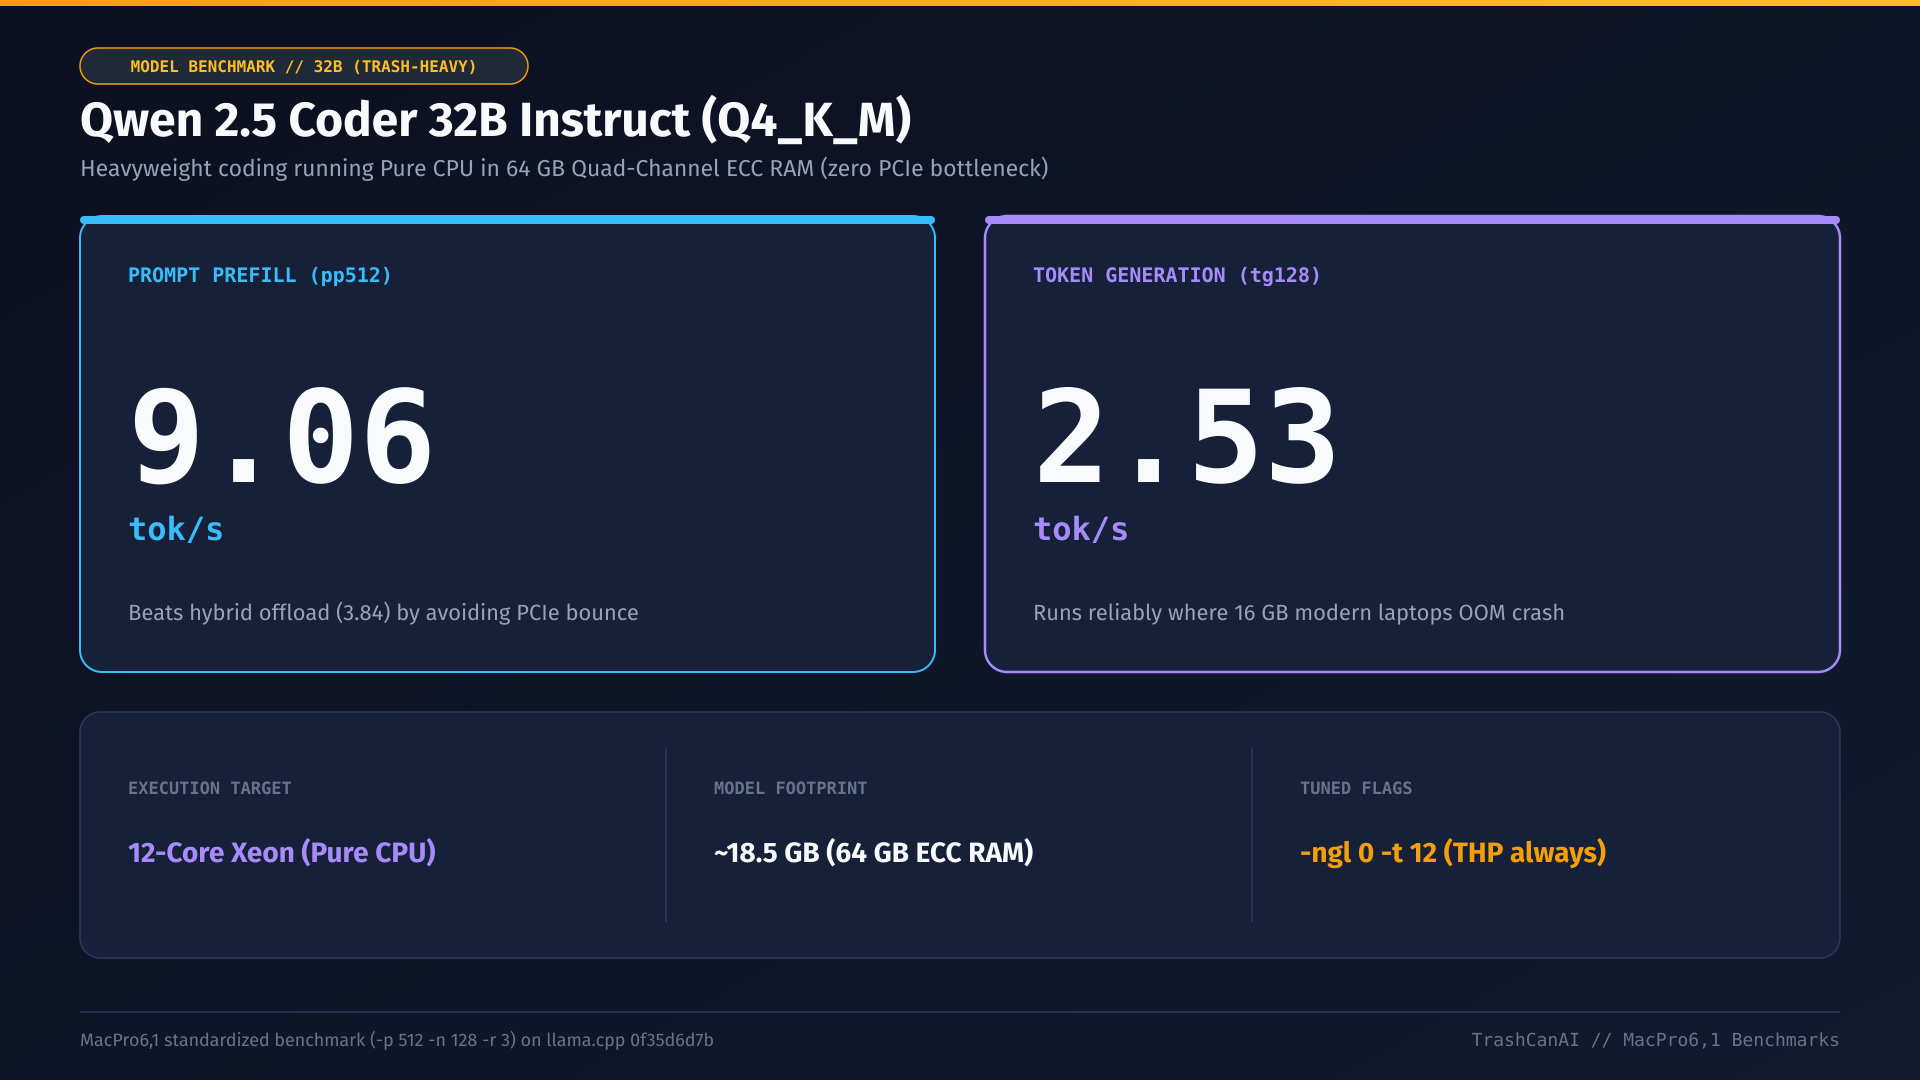 MODEL BENCHMARK // 32B (TRASH-HEAVY)
Qwen 2.5 Coder 32B Instruct (Q4_K_M)
Heavyweight coding running Pure CPU in 64 GB Quad-Channel ECC RAM (zero PCIe bottleneck)
PROMPT PREFILL (pp512)
9.06
tok/s
Beats hybrid offload (3.84) by avoiding PCIe bounce
TOKEN GENERATION (tg128)
2.53
tok/s
Runs reliably where 16 GB modern laptops OOM crash
EXECUTION TARGET
12-Core Xeon (Pure CPU)
MODEL FOOTPRINT
~18.5 GB (64 GB ECC RAM)
TUNED FLAGS
-ngl 0 -t 12 (THP always)
MacPro6,1 standardized benchmark (-p 512 -n 128 -r 3) on llama.cpp 0f35d6d7b
TrashCanAI // MacPro6,1 Benchmarks